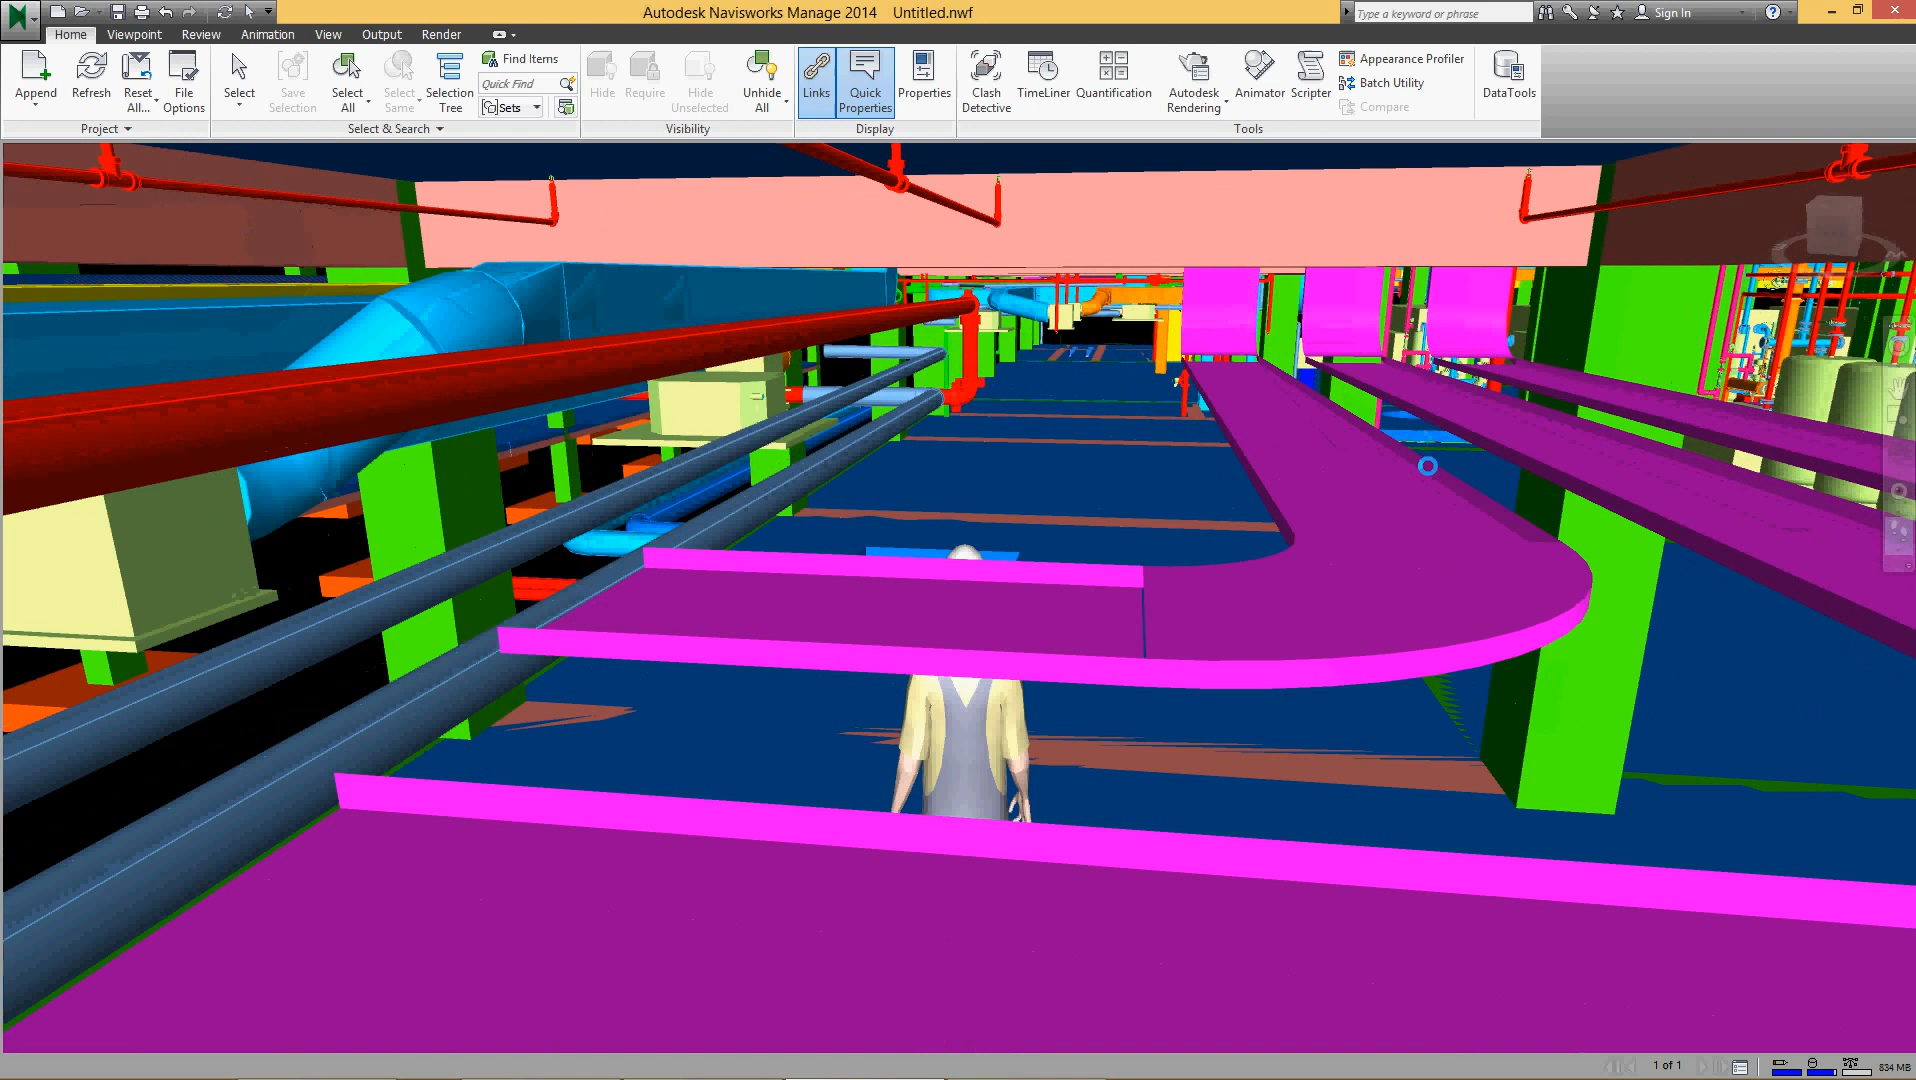 Autodesk Navisworks Manage 2014 Untitled.nwf
Type a keyword or phrase
Sign In
Home Viewpoint Review Animation View Output Render
Append
Refresh
Reset All...
File Options
Project
Select
Save Selection
Select All
Select Same
Selection Tree
Find Items
Quick Find
Sets
Select & Search
Hide
Require
Hide Unselected
Unhide All
Visibility
Links
Quick Properties
Properties
Display
Clash Detective
TimeLiner
Quantification
Autodesk Rendering
Animator
Scripter
Appearance Profiler
Batch Utility
Compare
Tools
DataTools
1 of 1
834 MB